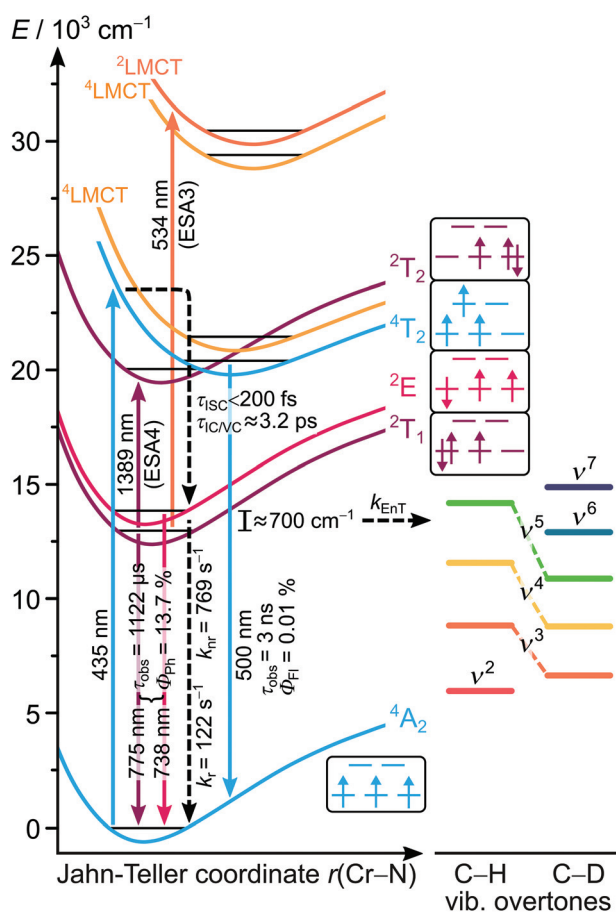 E / 10³ cm⁻¹
²LMCT
⁴LMCT
30
⁴LMCT
534 nm
(ESA3)
25
²T₂
⁴T₂
20
τISC<200 fs
τIC/VC≈3.2 ps
²E
²T₁
1389 nm
(ESA4)
15
≈700 cm⁻¹
kEnT
435 nm
775 nm
738 nm
{
τobs = 1122 µs
ΦPh = 13.7 %
knr = 769 s⁻¹
kr = 122 s⁻¹
500 nm
τobs = 3 ns
ΦFl = 0.01 %
10
5
0
⁴A₂
ν⁷
ν⁶
ν⁵
ν⁴
ν³
ν²
Jahn-Teller coordinate r(Cr–N)
C–H
C–D
vib. overtones